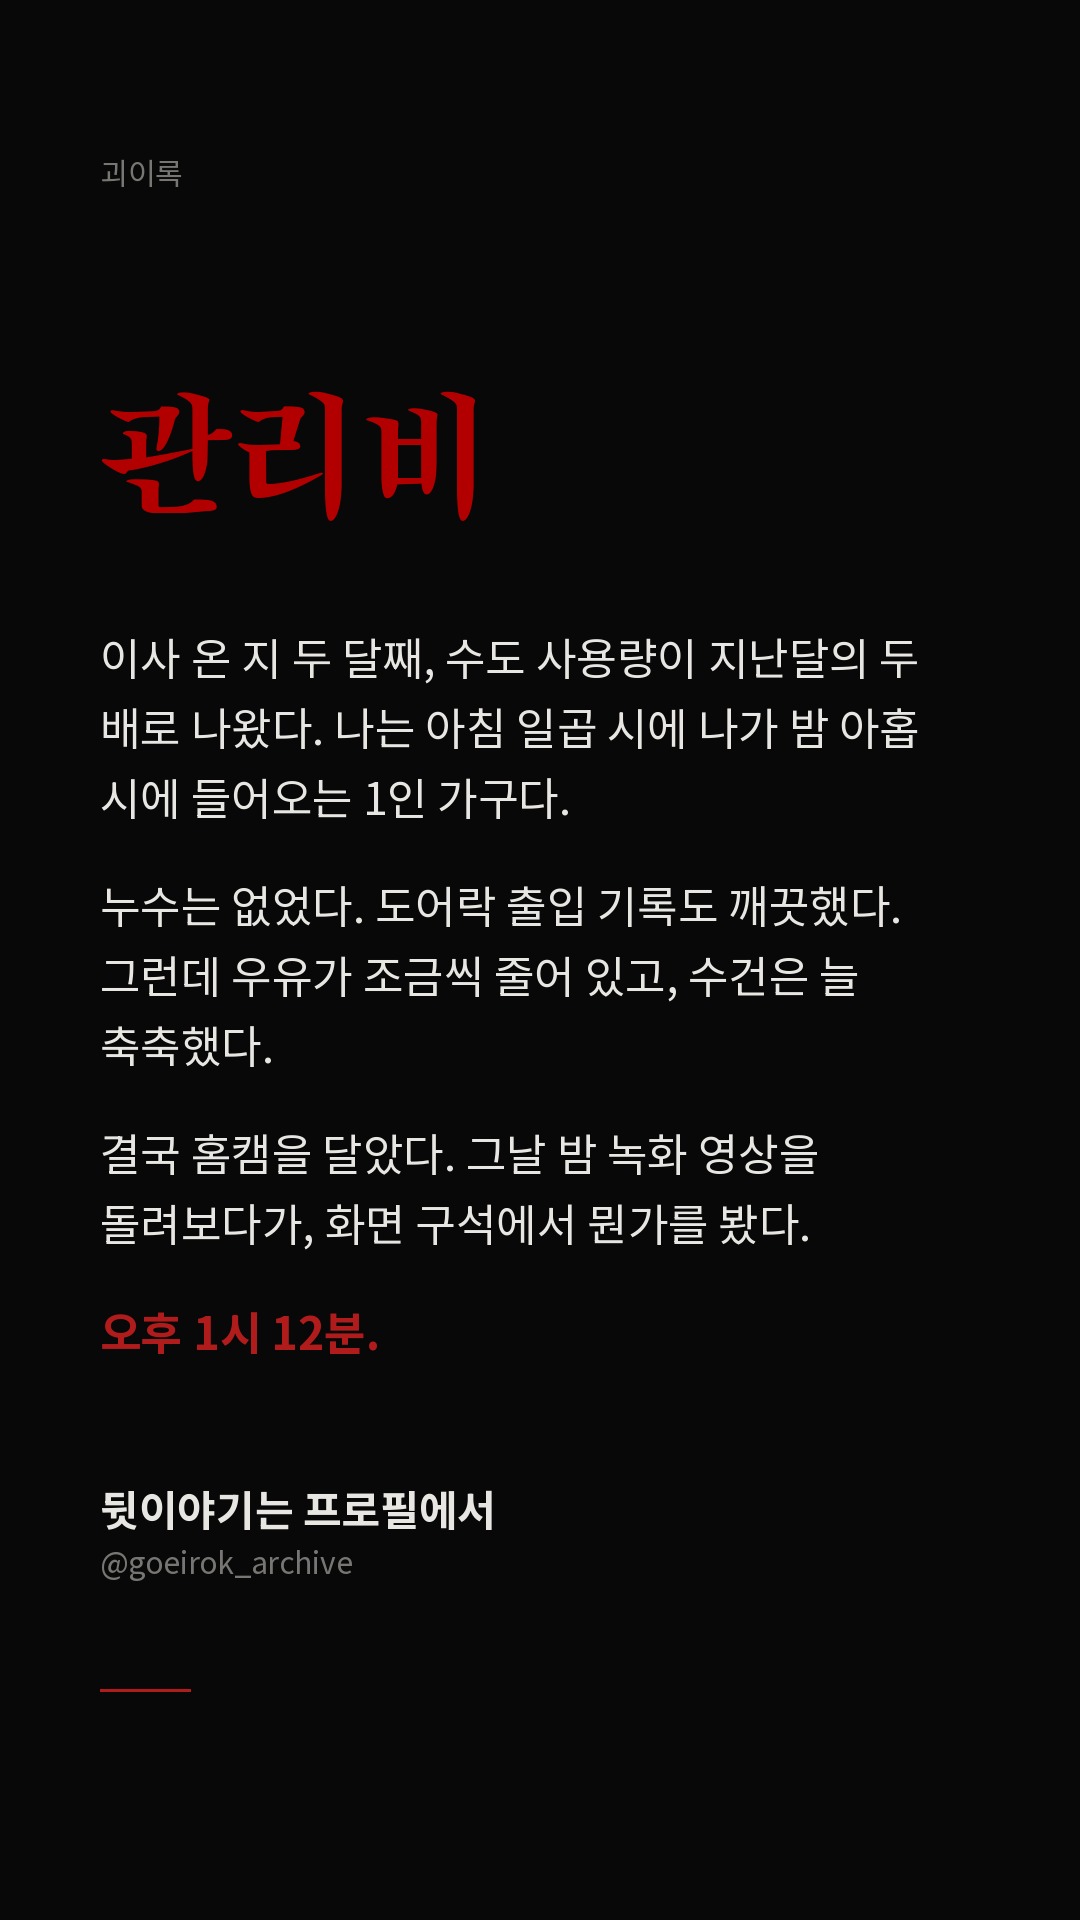 괴이록
관리비
이사 온 지 두 달째, 수도 사용량이 지난달의 두
배로 나왔다. 나는 아침 일곱 시에 나가 밤 아홉
시에 들어오는 1인 가구다.
누수는 없었다. 도어락 출입 기록도 깨끗했다.
그런데 우유가 조금씩 줄어 있고, 수건은 늘
축축했다.
결국 홈캠을 달았다. 그날 밤 녹화 영상을
돌려보다가, 화면 구석에서 뭔가를 봤다.
오후 1시 12분.
뒷이야기는 프로필에서
@goeirok_archive